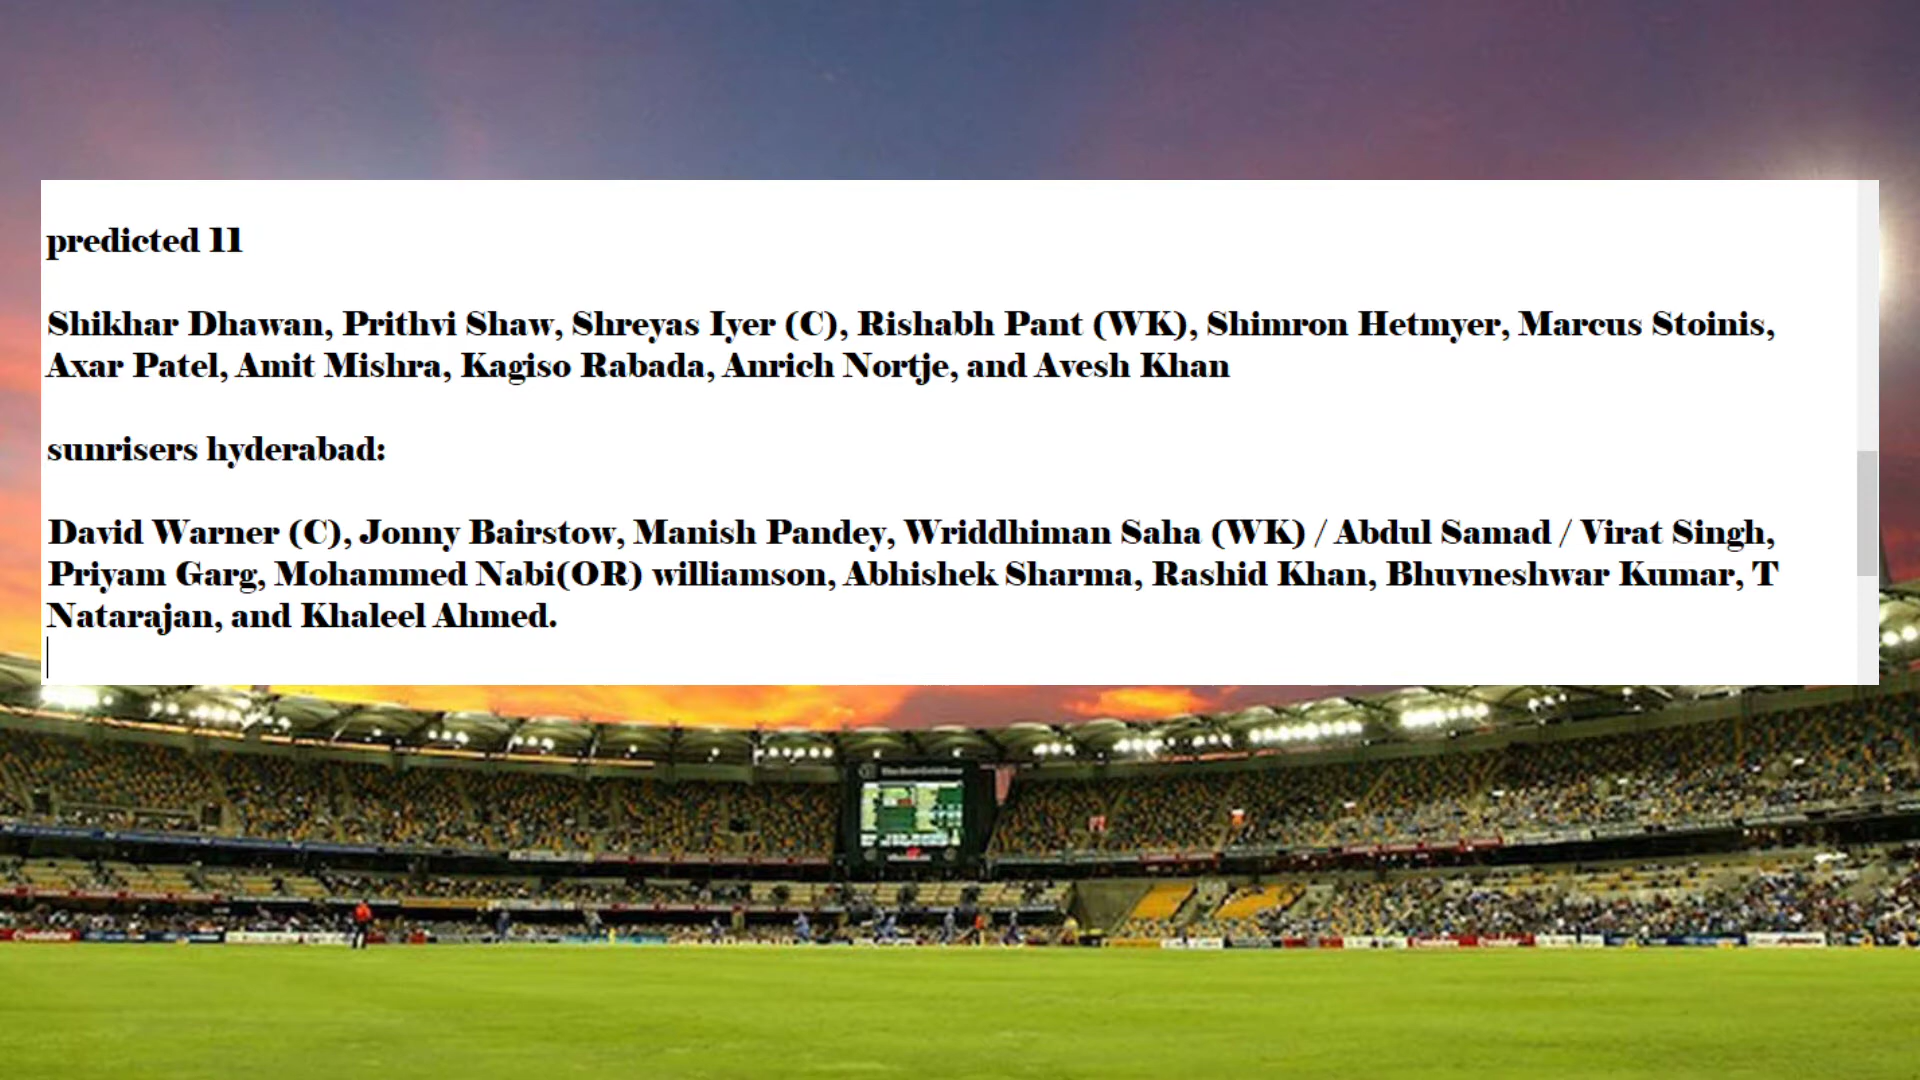 predicted 11
Shikhar Dhawan, Prithvi Shaw, Shreyas Iyer (C), Rishabh Pant (WK), Shimron Hetmyer, Marcus Stoinis,
Axar Patel, Amit Mishra, Kagiso Rabada, Anrich Nortje, and Avesh Khan
sunrisers hyderabad:
David Warner (C), Jonny Bairstow, Manish Pandey, Wriddhiman Saha (WK) / Abdul Samad / Virat Singh,
Priyam Garg, Mohammed Nabi(OR) williamson, Abhishek Sharma, Rashid Khan, Bhuvneshwar Kumar, T
Natarajan, and Khaleel Ahmed.